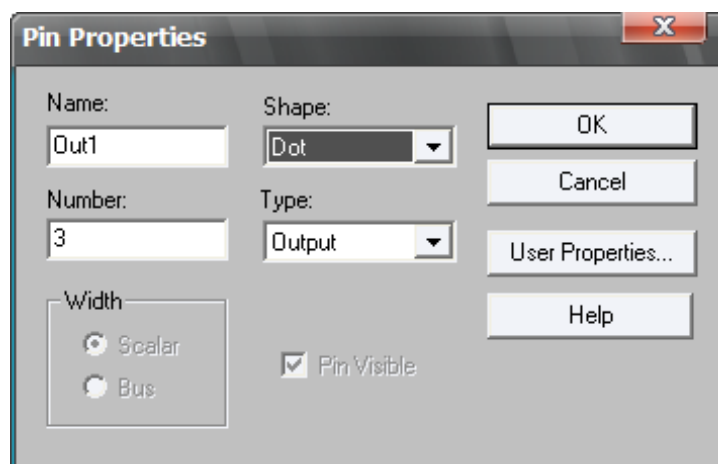 Pin Properties
Name:
Out1
Shape:
Dot
OK
Cancel
Number:
3
Type:
Output
User Properties...
Help
Width
Scalar
Bus
Pin Visible